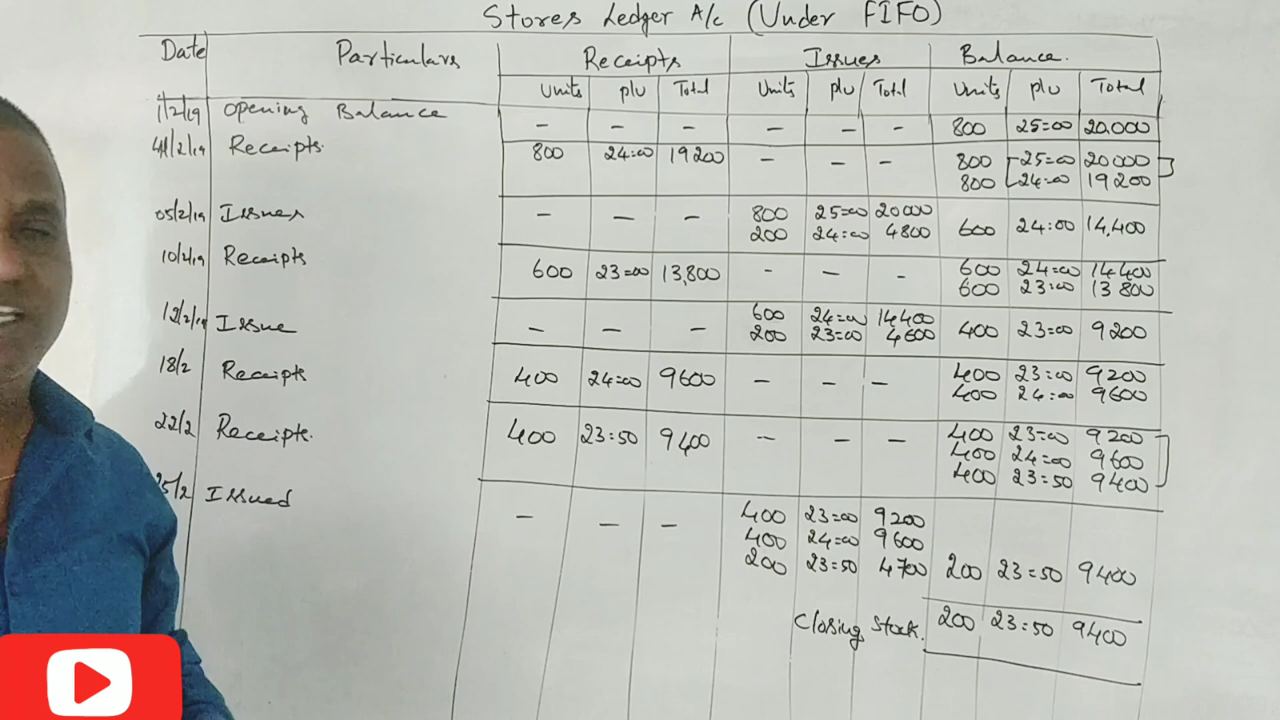 Stores Ledger A/c (Under FIFO)
Date Particulars Receipts Issues Balance.
Units p/u Total Units p/u Total Units p/u Total
1/2/19 Opening Balance - - - - - - 800 25=00 20,000
4/2/19 Receipts. 800 24=00 19200 - - - 800 25=00 20000
800 24=00 19200
05/2/19 Issues - - - 800 25=00 20000
200 24=00 4800 600 24:00 14,400
10/2/19 Receipts 600 23=00 13,800 - - - 600 24=00 14400
600 23:00 13800
12/2/19 Issue - - - 600 24=00 14400
200 23=00 4600 400 23=00 9200
18/2 Receipts 400 24=00 9600 - - - 400 23=00 9200
400 24:00 9600
22/2 Receipts. 400 23:50 9400 - - - 400 23=00 9200
400 24=00 9600
400 23=50 9400
25/2 Issued - - - 400 23=00 9200
400 24=00 9600
200 23=50 4700 200 23=50 9400
Closing Stock. 200 23=50 9400